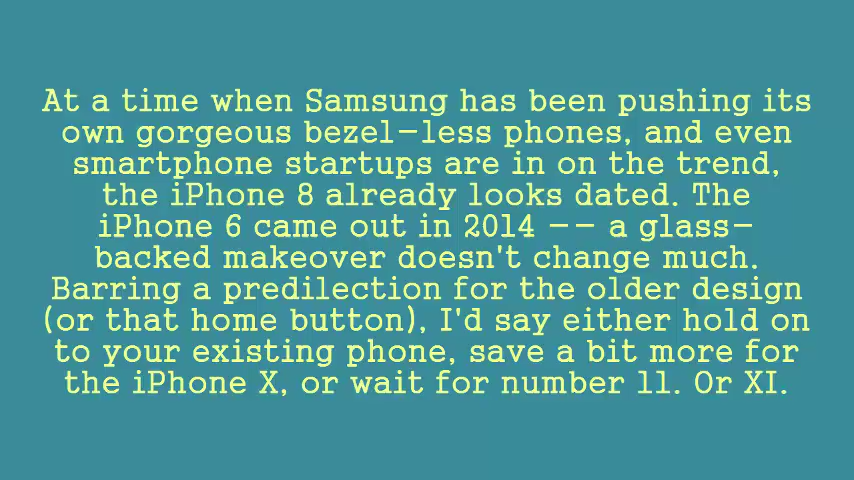 At a time when Samsung has been pushing its
own gorgeous bezel-less phones, and even
smartphone startups are in on the trend,
the iPhone 8 already looks dated. The
iPhone 6 came out in 2014 -- a glass-
backed makeover doesn't change much.
Barring a predilection for the older design
(or that home button), I'd say either hold on
to your existing phone, save a bit more for
the iPhone X, or wait for number 11. Or XI.